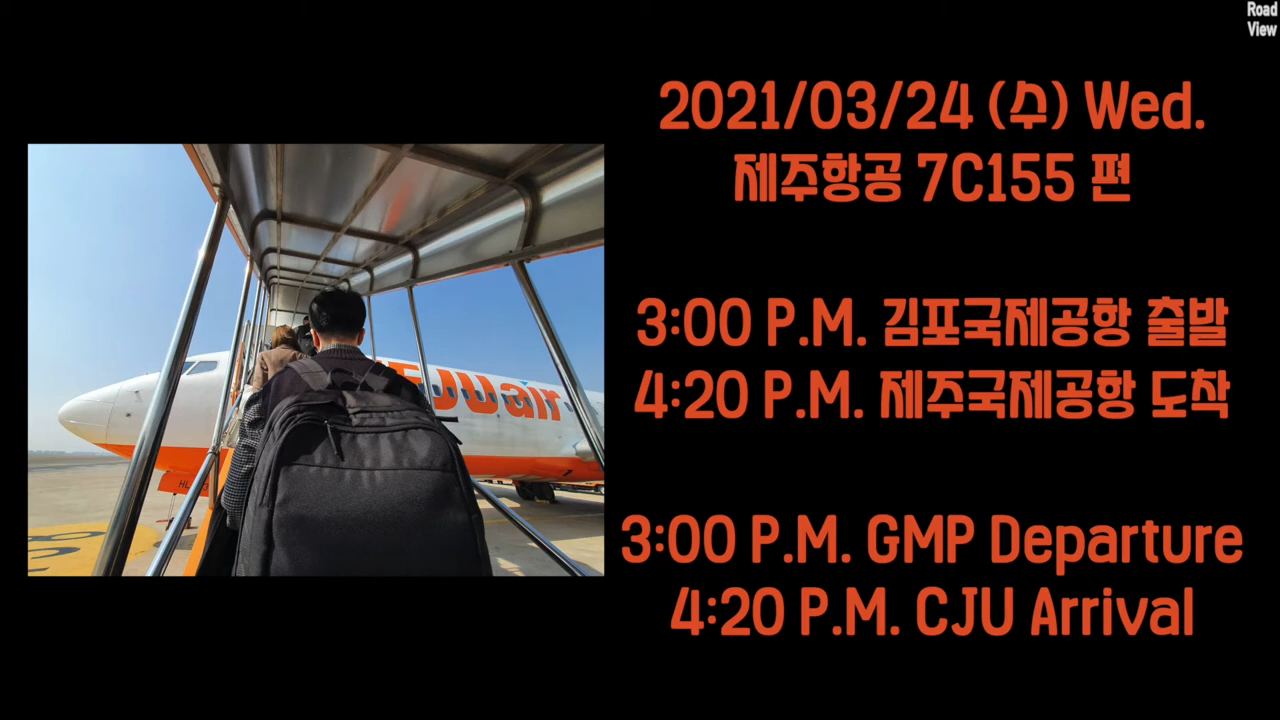 Road
View
2021/03/24 (수) Wed.
제주항공 7C155 편
3:00 P.M. 김포국제공항 출발
4:20 P.M. 제주국제공항 도착
3:00 P.M. GMP Departure
4:20 P.M. CJU Arrival
JEJUair
HL